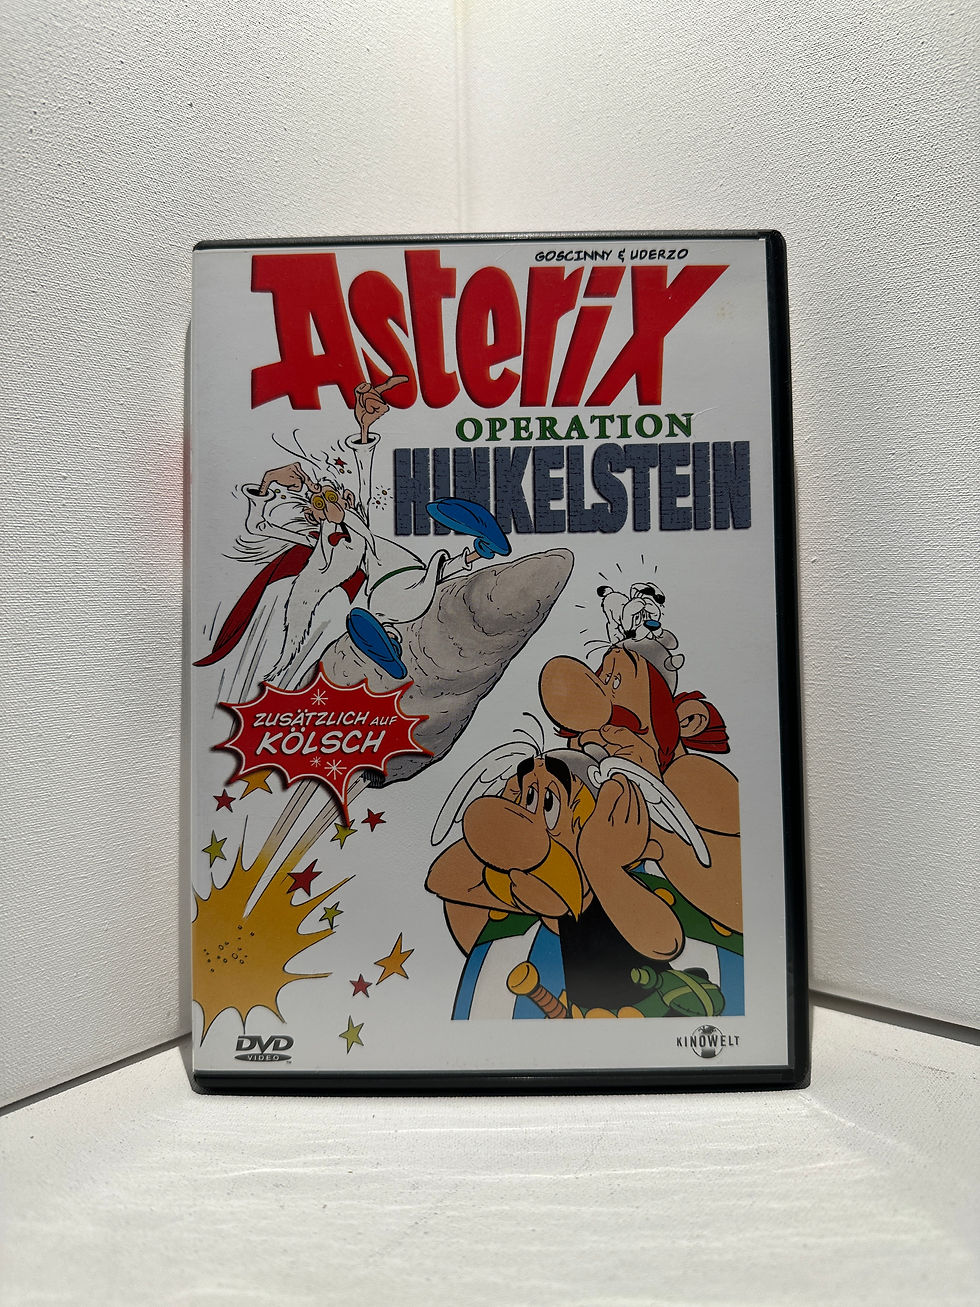 GOSCINNY & UDERZO
Asterix
OPERATION
HINKELSTEIN
ZUSÄTZLICH AUF
KÖLSCH
DVD
VIDEO
KINOWELT